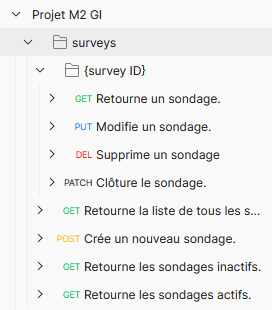 Projet M2 GI
surveys
{survey ID}
GET Retourne un sondage.
PUT Modifie un sondage.
DEL Supprime un sondage
PATCH Clôture le sondage.
GET Retourne la liste de tous les s...
POST Crée un nouveau sondage.
GET Retourne les sondages inactifs.
GET Retourne les sondages actifs.